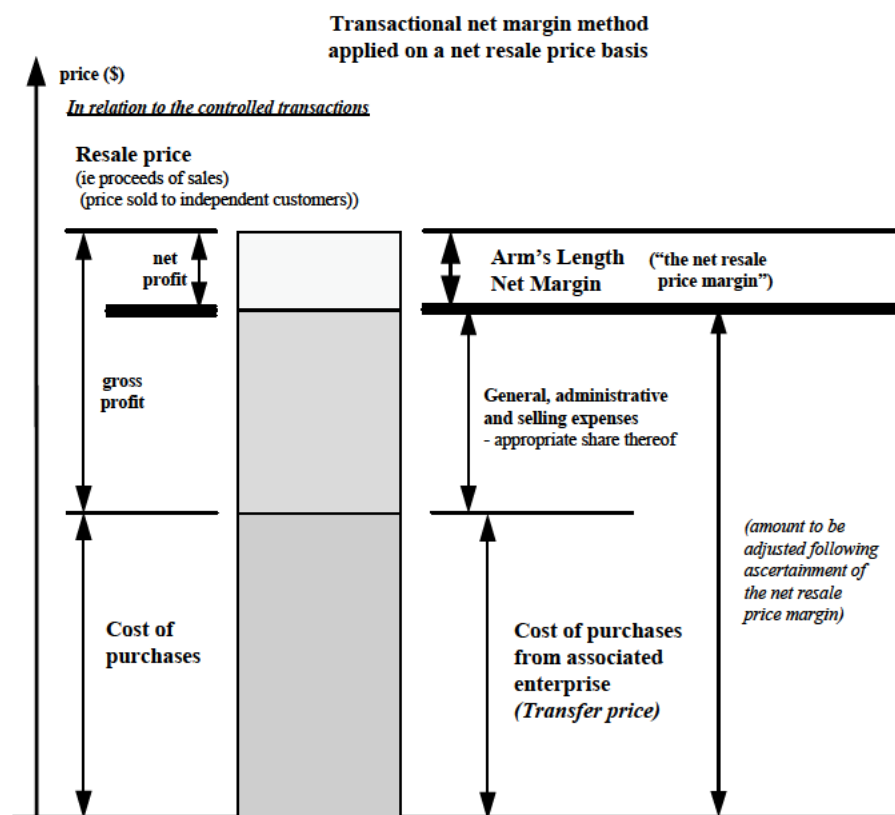 Transactional net margin method
applied on a net resale price basis
price ($)
In relation to the controlled transactions
Resale price
(ie proceeds of sales)
(price sold to independent customers))
net
profit
Arm's Length
Net Margin
("the net resale
price margin")
gross
profit
General, administrative
and selling expenses
- appropriate share thereof
(amount to be
adjusted following
ascertainment of
the net resale
price margin)
Cost of
purchases
Cost of purchases
from associated
enterprise
(Transfer price)